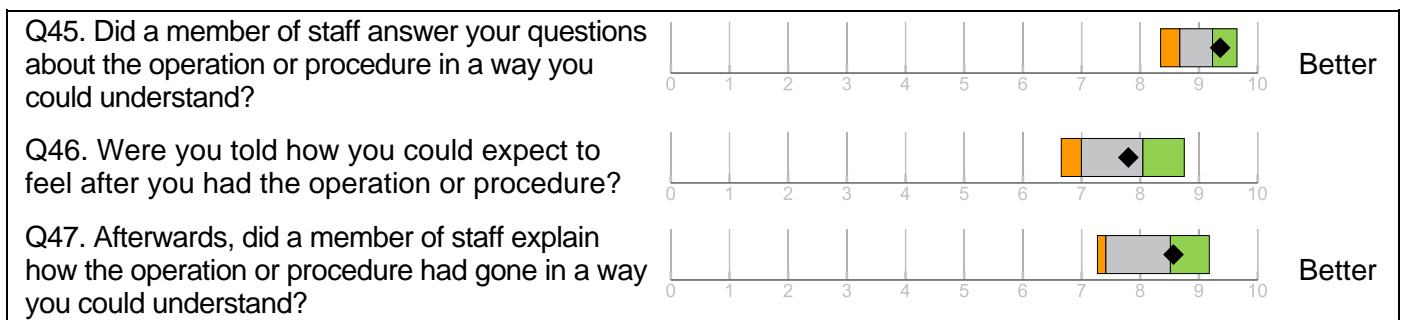 Q45. Did a member of staff answer your questions
about the operation or procedure in a way you
could understand?
0 1 2 3 4 5 6 7 8 9 10
Better
Q46. Were you told how you could expect to
feel after you had the operation or procedure?
0 1 2 3 4 5 6 7 8 9 10
Q47. Afterwards, did a member of staff explain
how the operation or procedure had gone in a way
you could understand?
0 1 2 3 4 5 6 7 8 9 10
Better